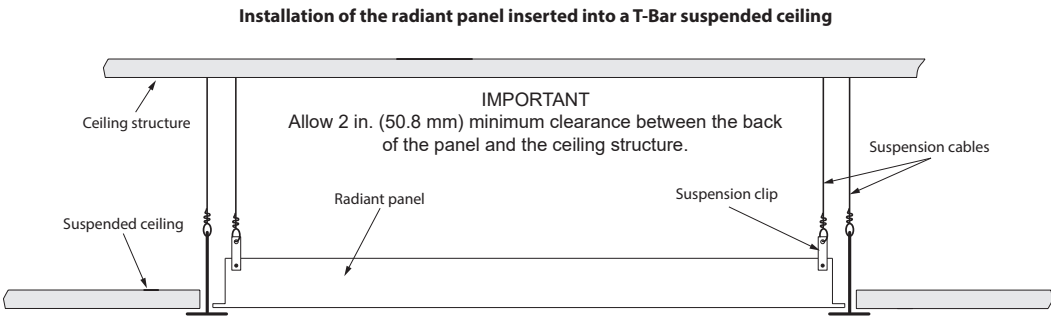 Installation of the radiant panel inserted into a T-Bar suspended ceiling
IMPORTANT
Allow 2 in. (50.8 mm) minimum clearance between the back
of the panel and the ceiling structure.
Ceiling structure
Suspension cables
Radiant panel
Suspension clip
Suspended ceiling